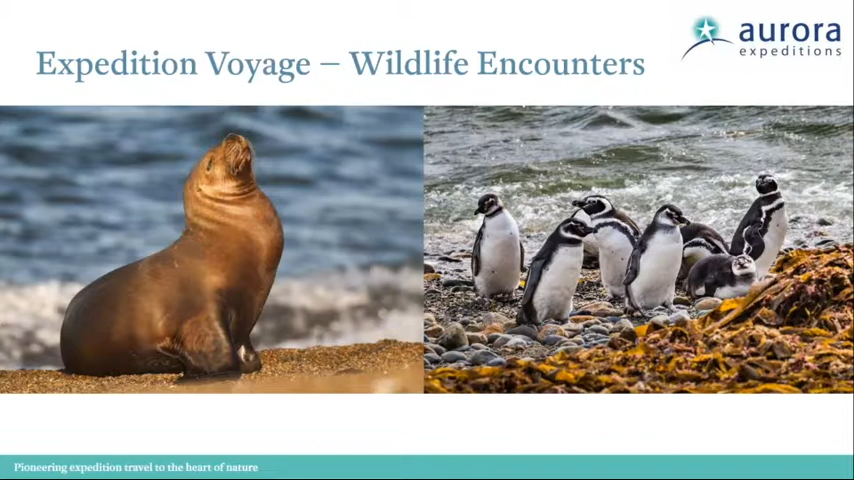 Expedition Voyage – Wildlife Encounters
aurora
expeditions
Pioneering expedition travel to the heart of nature